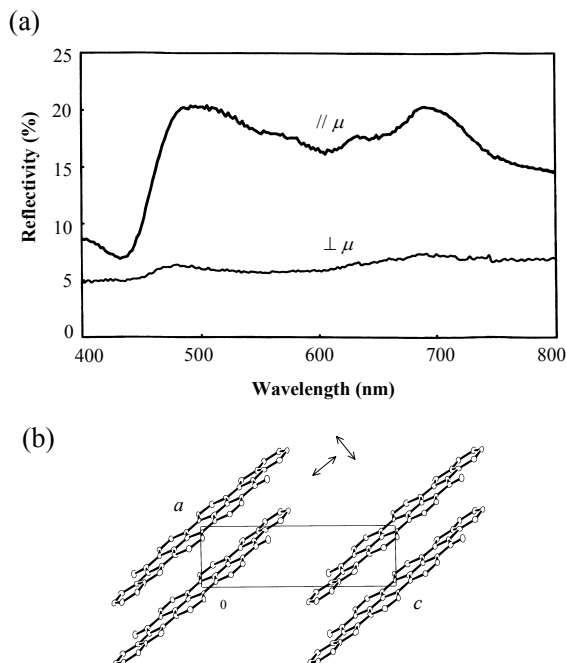 (a)
25
20
15
10
5
0
// μ
⊥ μ
Reflectivity (%)
400 500 600 700 800
Wavelength (nm)
(b)
a
0
c